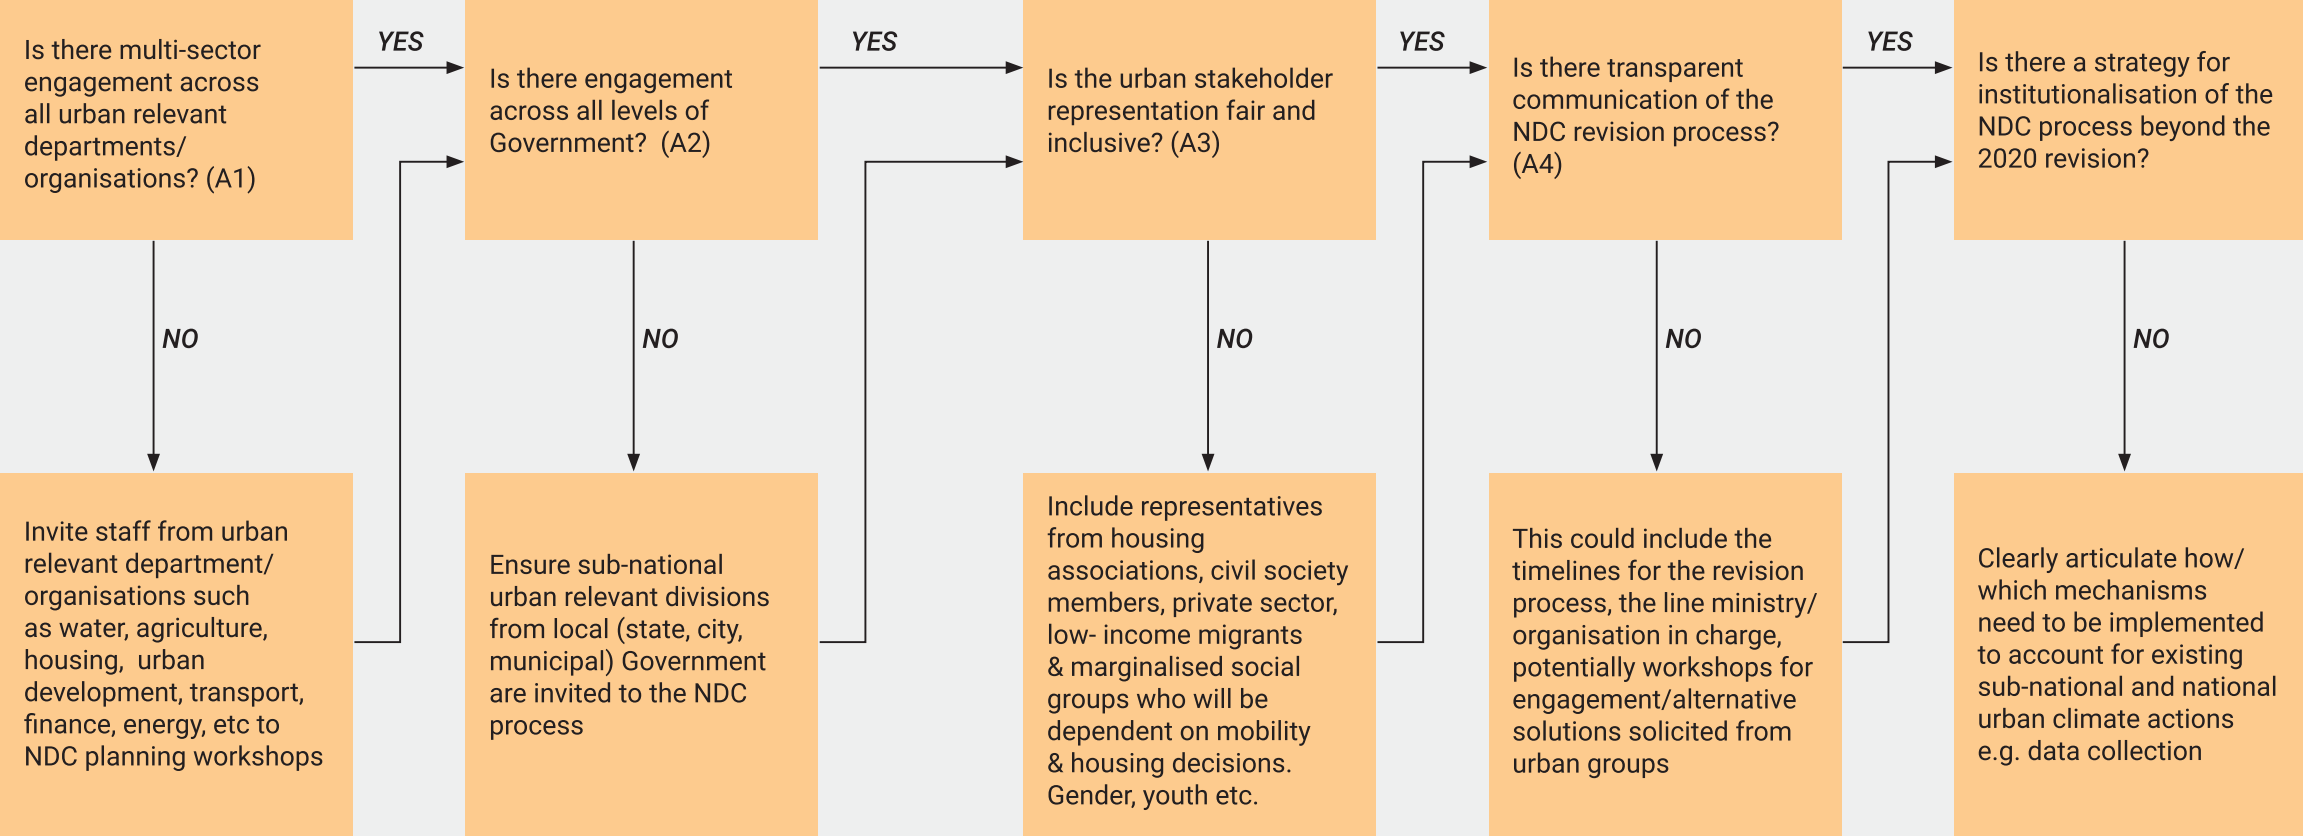 Is there multi-sector
engagement across
all urban relevant
departments/
organisations? (A1)
YES
Is there engagement
across all levels of
Government?  (A2)
YES
Is the urban stakeholder
representation fair and
inclusive? (A3)
YES
Is there transparent
communication of the
NDC revision process?
(A4)
YES
Is there a strategy for
institutionalisation of the
NDC process beyond the
2020 revision?
NO
NO
NO
NO
NO
Invite staff from urban
relevant department/
organisations such
as water, agriculture,
housing,  urban
development, transport,
finance, energy, etc to
NDC planning workshops
Ensure sub-national
urban relevant divisions
from local (state, city,
municipal) Government
are invited to the NDC
process
Include representatives
from housing
associations, civil society
members, private sector,
low- income migrants
& marginalised social
groups who will be
dependent on mobility
& housing decisions.
Gender, youth etc.
This could include the
timelines for the revision
process, the line ministry/
organisation in charge,
potentially workshops for
engagement/alternative
solutions solicited from
urban groups
Clearly articulate how/
which mechanisms
need to be implemented
to account for existing
sub-national and national
urban climate actions
e.g. data collection